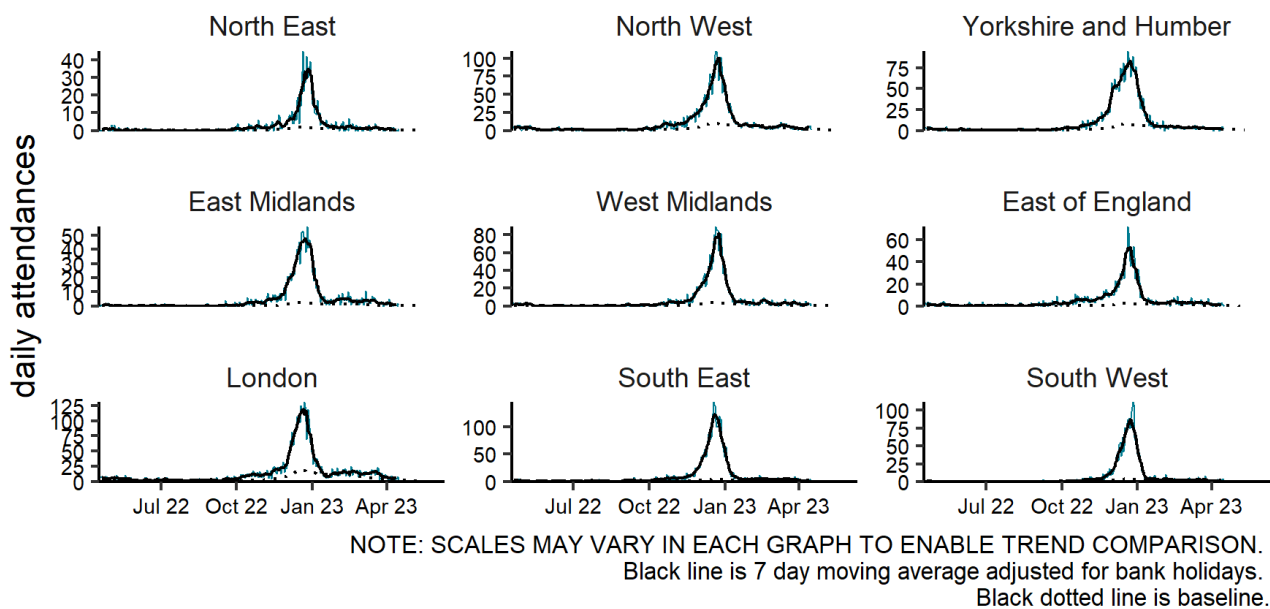 North East
North West
Yorkshire and Humber
40
30
20
10
0
100
75
50
25
0
75
50
25
0
East Midlands
West Midlands
East of England
50
40
30
20
10
0
80
60
40
20
0
60
40
20
0
daily attendances
London
South East
South West
125
100
75
50
25
0
100
50
0
100
75
50
25
0
Jul 22 Oct 22 Jan 23 Apr 23
Jul 22 Oct 22 Jan 23 Apr 23
Jul 22 Oct 22 Jan 23 Apr 23
NOTE: SCALES MAY VARY IN EACH GRAPH TO ENABLE TREND COMPARISON.
Black line is 7 day moving average adjusted for bank holidays.
Black dotted line is baseline.